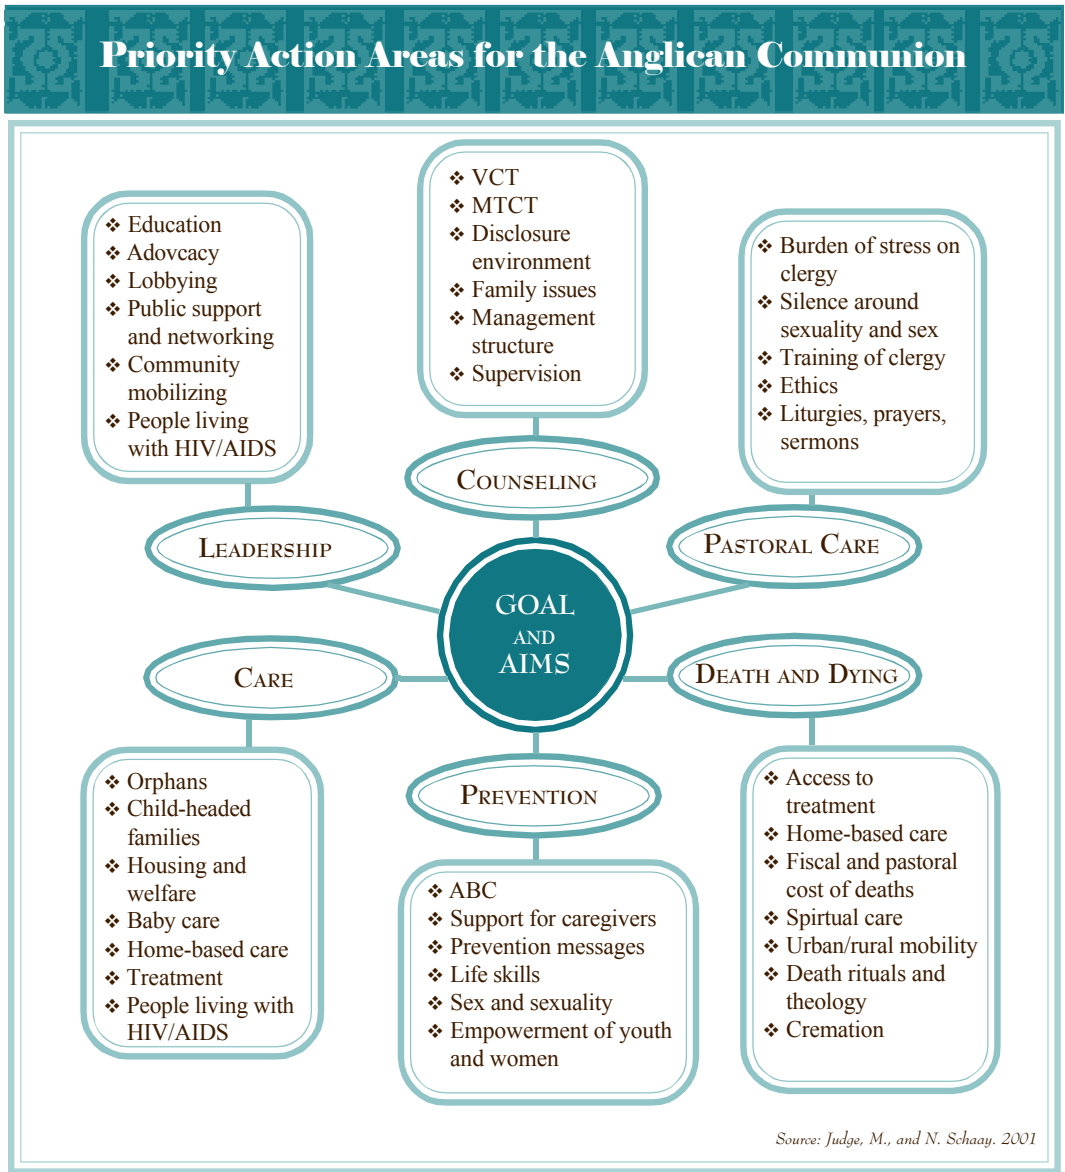 Priority Action Areas for the Anglican Communion
❖ Education
❖ Adovcacy
❖ Lobbying
❖ Public support
and networking
❖ Community
mobilizing
❖ People living
with HIV/AIDS
LEADERSHIP
❖ VCT
❖ MTCT
❖ Disclosure
environment
❖ Family issues
❖ Management
structure
❖ Supervision
COUNSELING
❖ Burden of stress on
clergy
❖ Silence around
sexuality and sex
❖ Training of clergy
❖ Ethics
❖ Liturgies, prayers,
sermons
PASTORAL CARE
GOAL
AND
AIMS
CARE
❖ Orphans
❖ Child-headed
families
❖ Housing and
welfare
❖ Baby care
❖ Home-based care
❖ Treatment
❖ People living with
HIV/AIDS
PREVENTION
❖ ABC
❖ Support for caregivers
❖ Prevention messages
❖ Life skills
❖ Sex and sexuality
❖ Empowerment of youth
and women
DEATH AND DYING
❖ Access to
treatment
❖ Home-based care
❖ Fiscal and pastoral
cost of deaths
❖ Spirtual care
❖ Urban/rural mobility
❖ Death rituals and
theology
❖ Cremation
Source: Judge, M., and N. Schaay. 2001